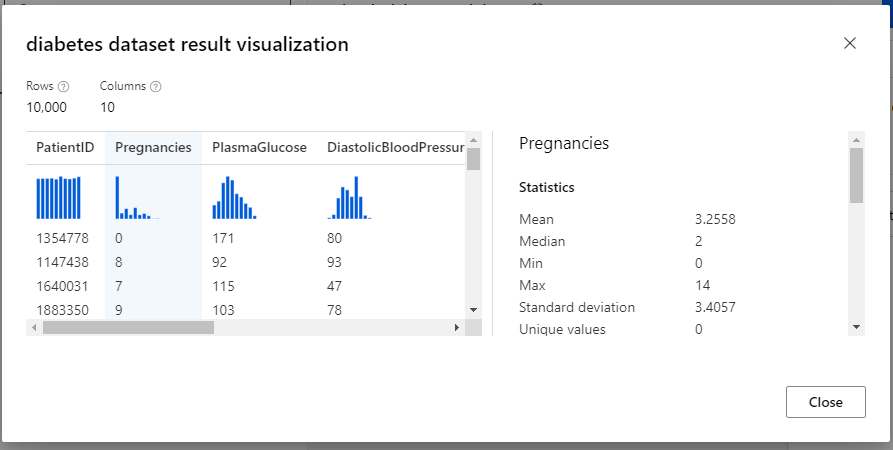 diabetes dataset result visualization
Rows Columns
10,000 10
PatientID Pregnancies PlasmaGlucose DiastolicBloodPressur
1354778 0 171 80
1147438 8 92 93
1640031 7 115 47
1883350 9 103 78
Pregnancies
Statistics
Mean 3.2558
Median 2
Min 0
Max 14
Standard deviation 3.4057
Unique values 0
Close